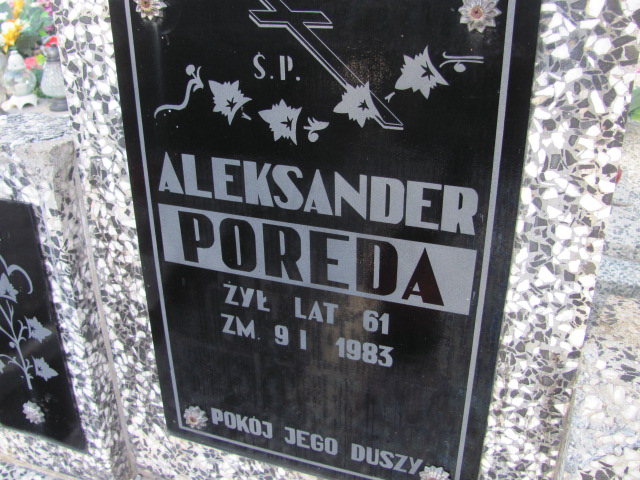 Ś.P.
ALEKSANDER
POREDA
ŻYŁ LAT 61
ZM. 9 I 1983
POKÓJ JEGO DUSZY